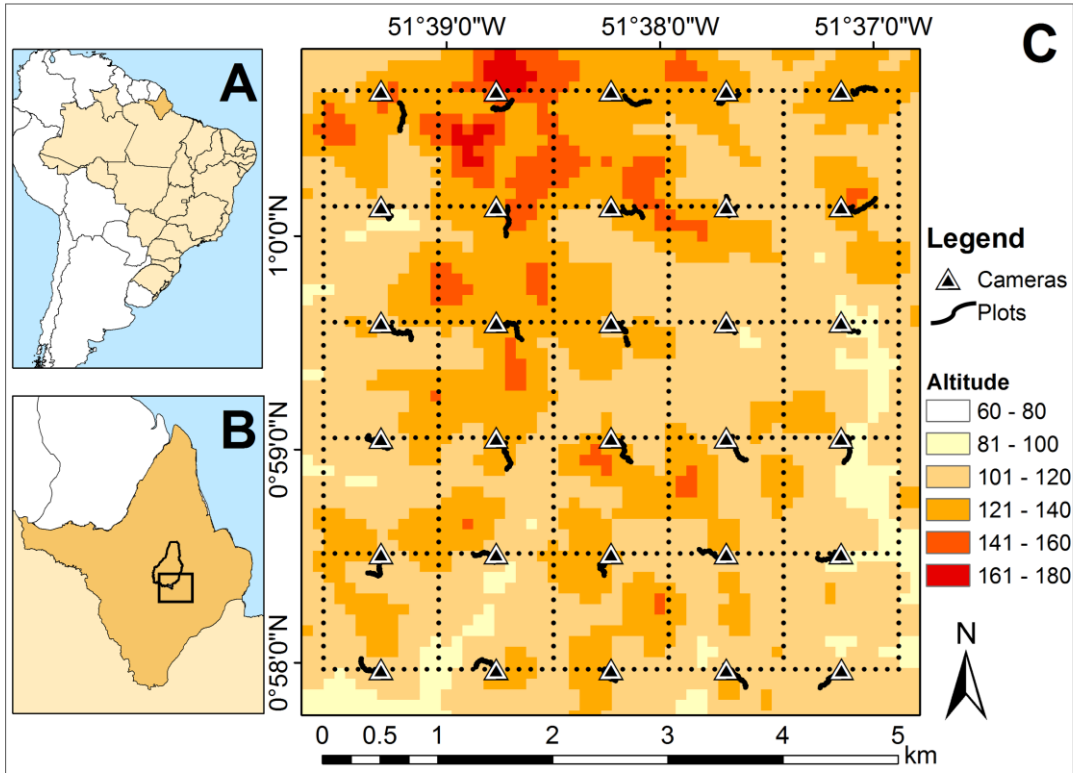 A
B
C
51°39'0"W 51°38'0"W 51°37'0"W
1°0'0"N
0°59'0"N
0°58'0"N
Legend
Cameras
Plots
Altitude
60 - 80
81 - 100
101 - 120
121 - 140
141 - 160
161 - 180
N
0 0.5 1 2 3 4 5
km